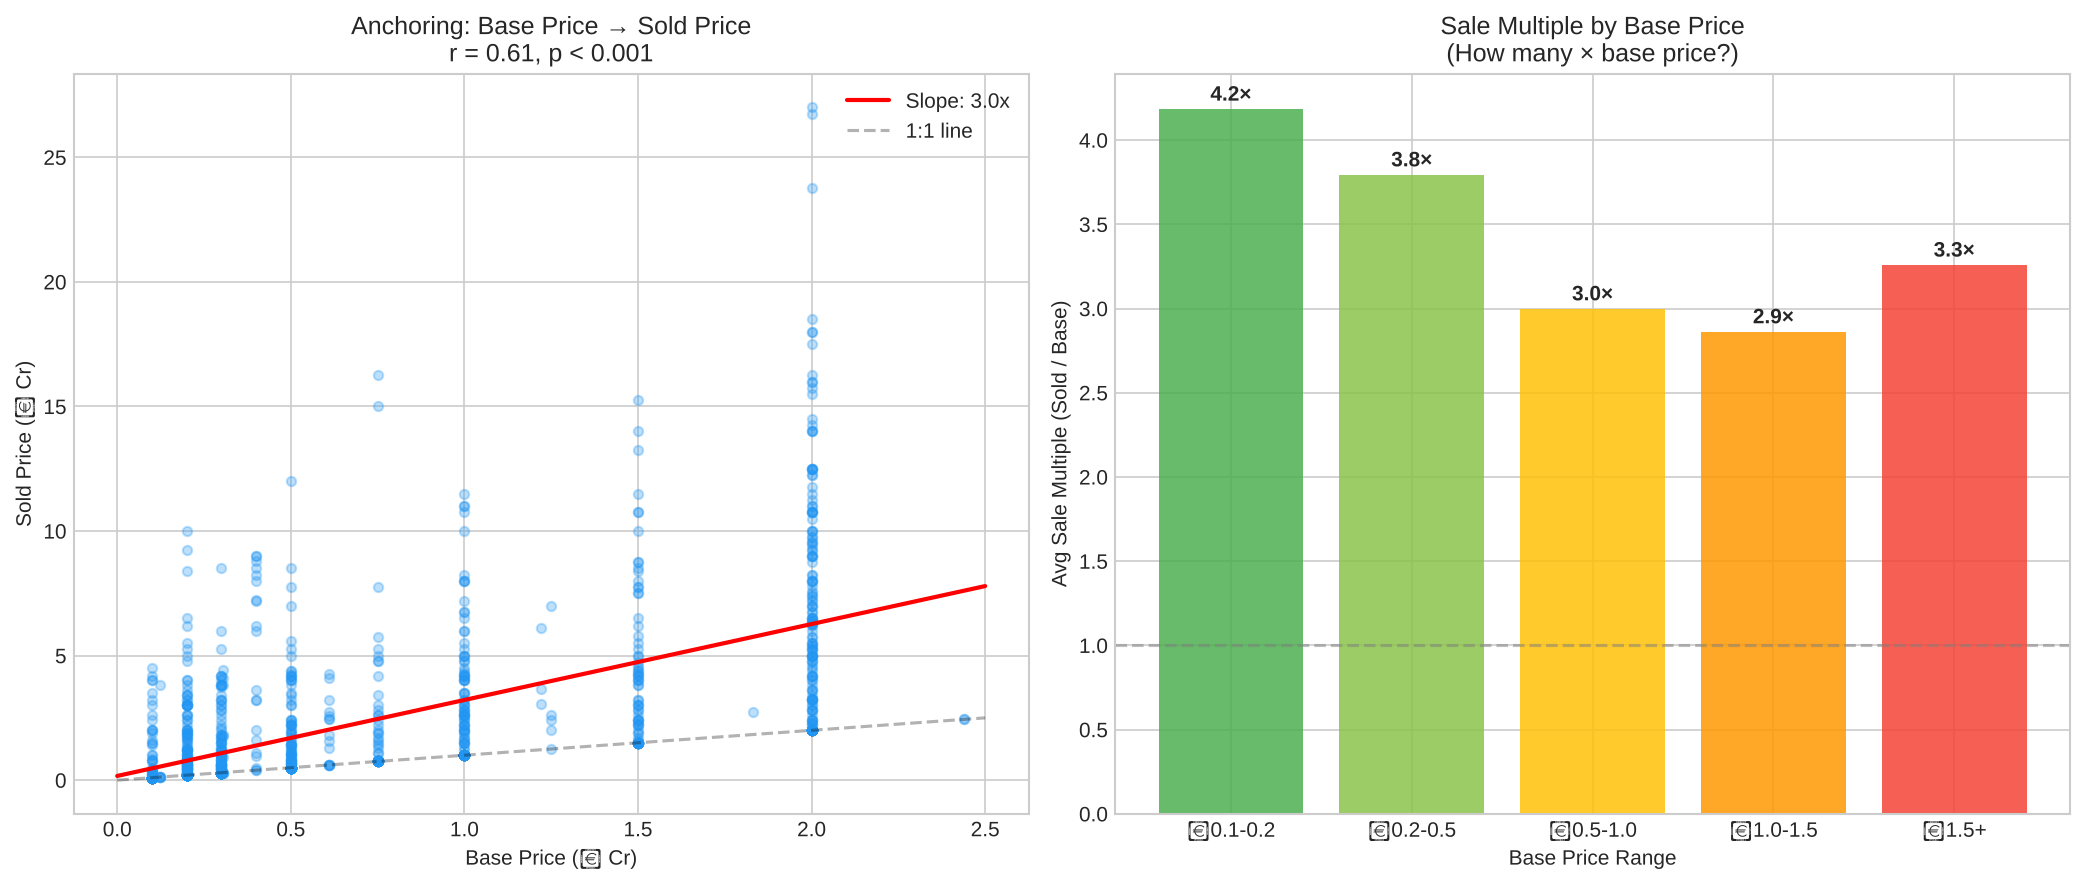 Anchoring: Base Price → Sold Price
r = 0.61, p < 0.001
Slope: 3.0x
1:1 line
Sold Price (€ Cr)
25
20
15
10
5
0
0.0 0.5 1.0 1.5 2.0 2.5
Base Price (€ Cr)
Sale Multiple by Base Price
(How many × base price?)
Avg Sale Multiple (Sold / Base)
4.0
3.5
3.0
2.5
2.0
1.5
1.0
0.5
0.0
4.2×
3.8×
3.0×
2.9×
3.3×
€0.1-0.2 €0.2-0.5 €0.5-1.0 €1.0-1.5 €1.5+
Base Price Range